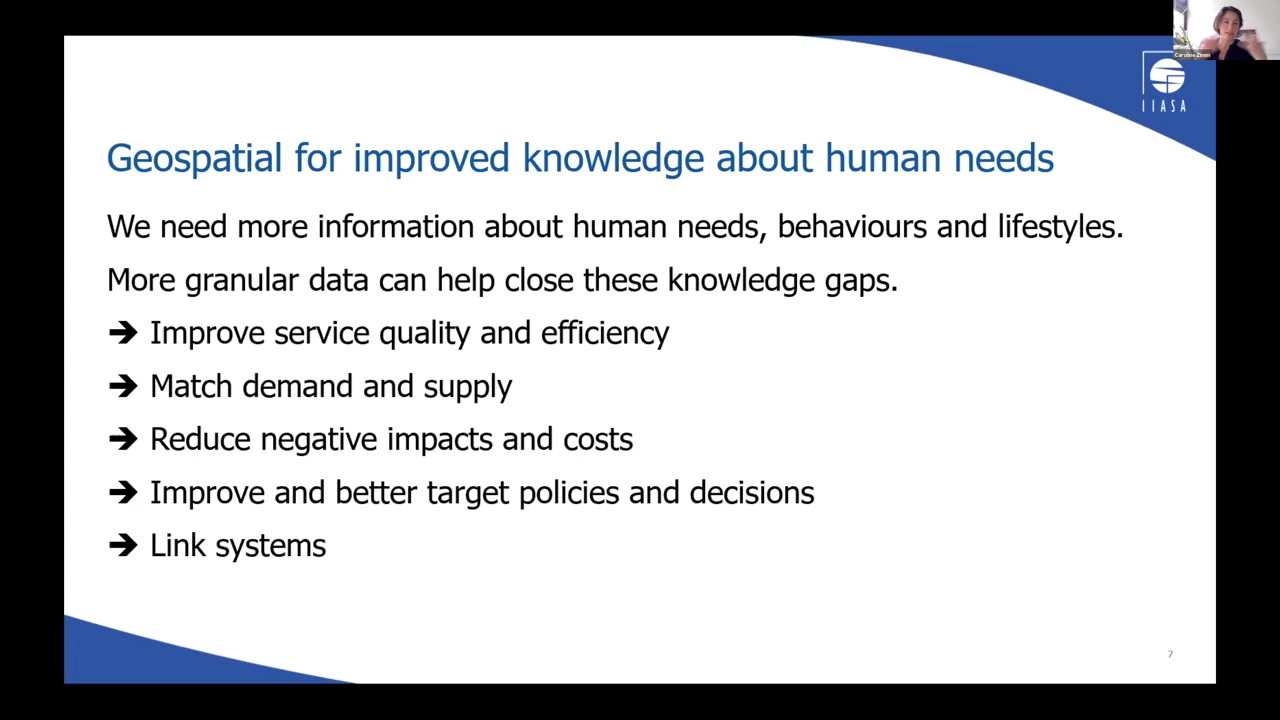 Caroline Zimm
IIASA
Geospatial for improved knowledge about human needs
We need more information about human needs, behaviours and lifestyles.
More granular data can help close these knowledge gaps.
➔ Improve service quality and efficiency
➔ Match demand and supply
➔ Reduce negative impacts and costs
➔ Improve and better target policies and decisions
➔ Link systems
7